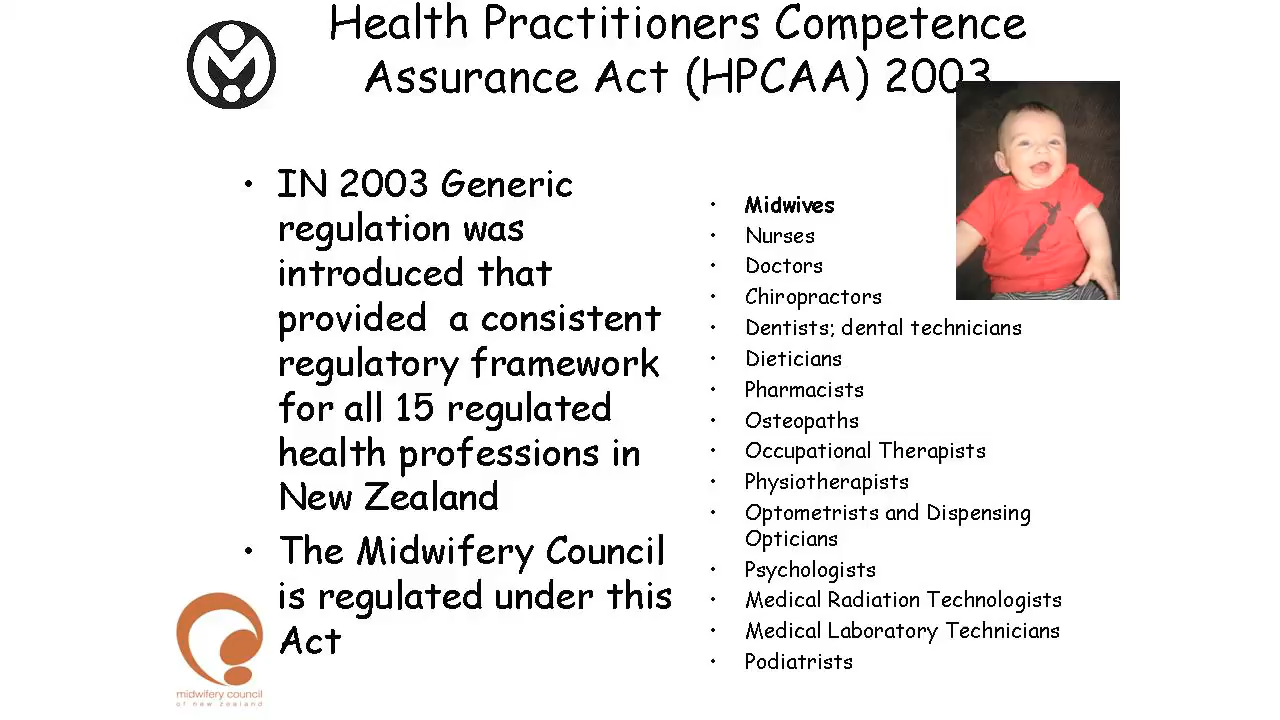 Health Practitioners Competence
Assurance Act (HPCAA) 2003
• IN 2003 Generic
regulation was
introduced that
provided a consistent
regulatory framework
for all 15 regulated
health professions in
New Zealand
• The Midwifery Council
is regulated under this
Act
• Midwives
• Nurses
• Doctors
• Chiropractors
• Dentists; dental technicians
• Dieticians
• Pharmacists
• Osteopaths
• Occupational Therapists
• Physiotherapists
• Optometrists and Dispensing
Opticians
• Psychologists
• Medical Radiation Technologists
• Medical Laboratory Technicians
• Podiatrists
midwifery council
of new zealand